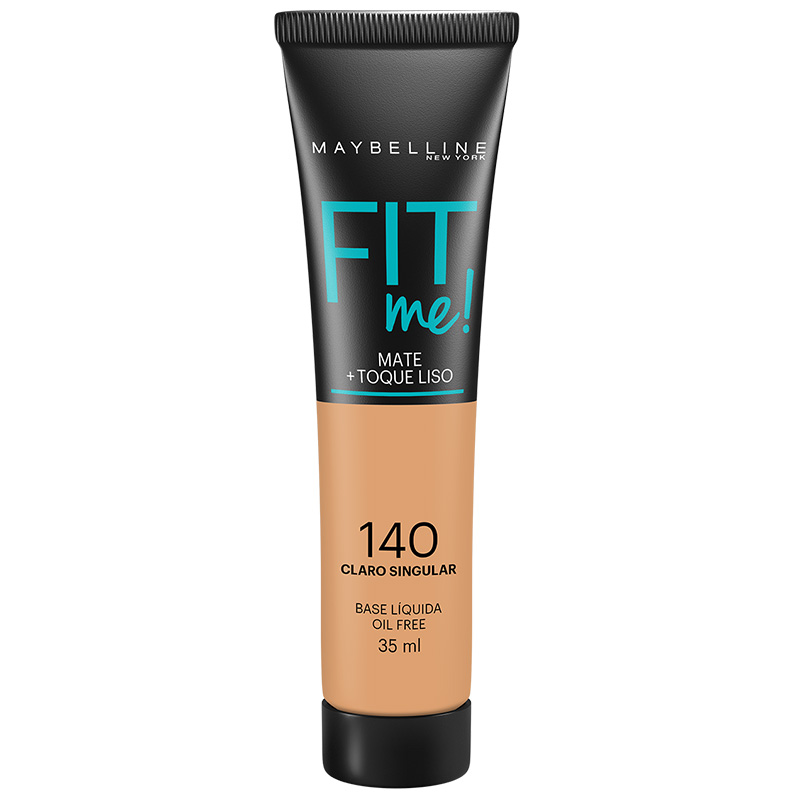 MAYBELLINE
NEW YORK
FIT
me!
MATE
+TOQUE LISO
140
CLARO SINGULAR
BASE LÍQUIDA
OIL FREE
35 ml